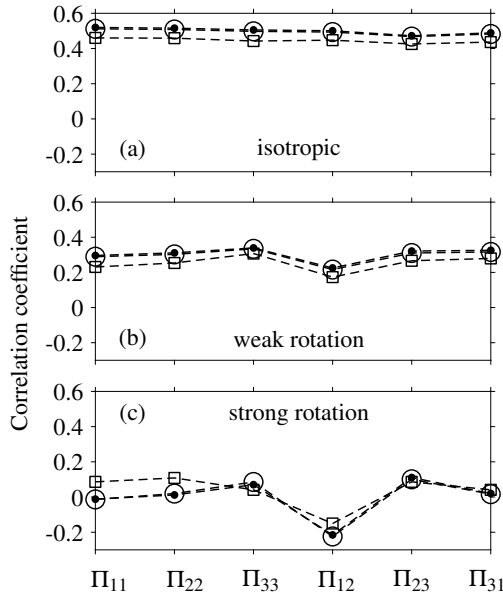 0.6
0.4
0.2
0
-0.2
(a)
isotropic
0.6
0.4
0.2
0
-0.2
(b)
weak rotation
0.6
0.4
0.2
0
-0.2
(c)
strong rotation
Correlation coefficient
Π11 Π22 Π33 Π12 Π23 Π31